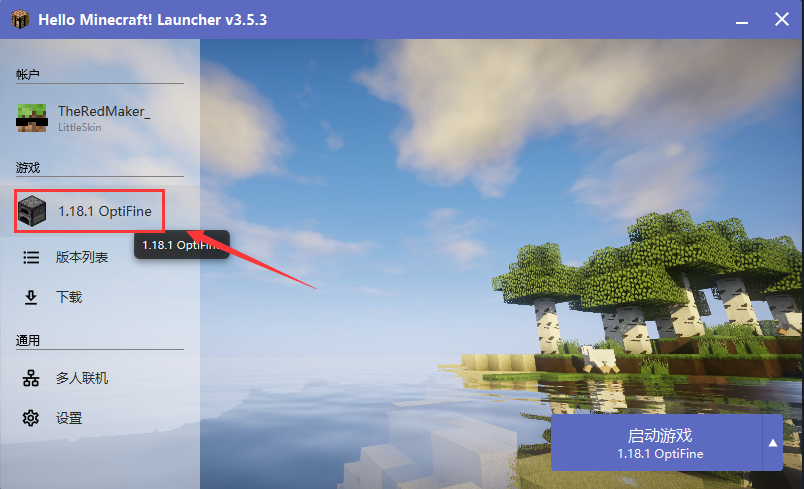 Hello Minecraft! Launcher v3.5.3
帐户
TheRedMaker_
LittleSkin
游戏
1.18.1 OptiFine
1.18.1 OptiFine
版本列表
下载
通用
多人联机
设置
启动游戏
1.18.1 OptiFine